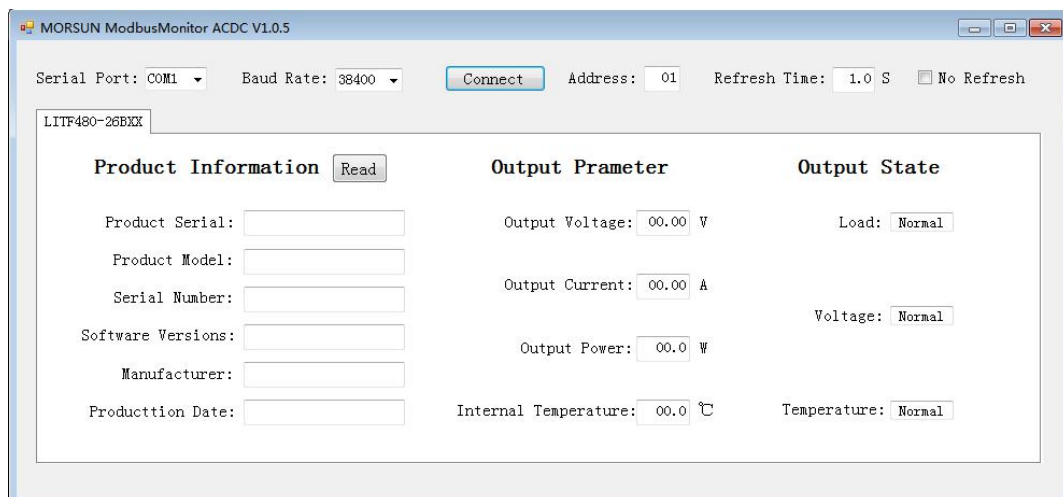 MORSUN ModbusMonitor ACDC V1.0.5
Serial Port: COM1 Baud Rate: 38400 Connect Address: 01 Refresh Time: 1.0 S No Refresh
LITF480-26BXX
Product Information Read Output Prameter Output State
Product Serial: Output Voltage: 00.00 V Load: Normal
Product Model:
Serial Number: Output Current: 00.00 A
Voltage: Normal
Software Versions:
Output Power: 00.0 W
Manufacturer:
Producttion Date: Internal Temperature: 00.0 ℃ Temperature: Normal